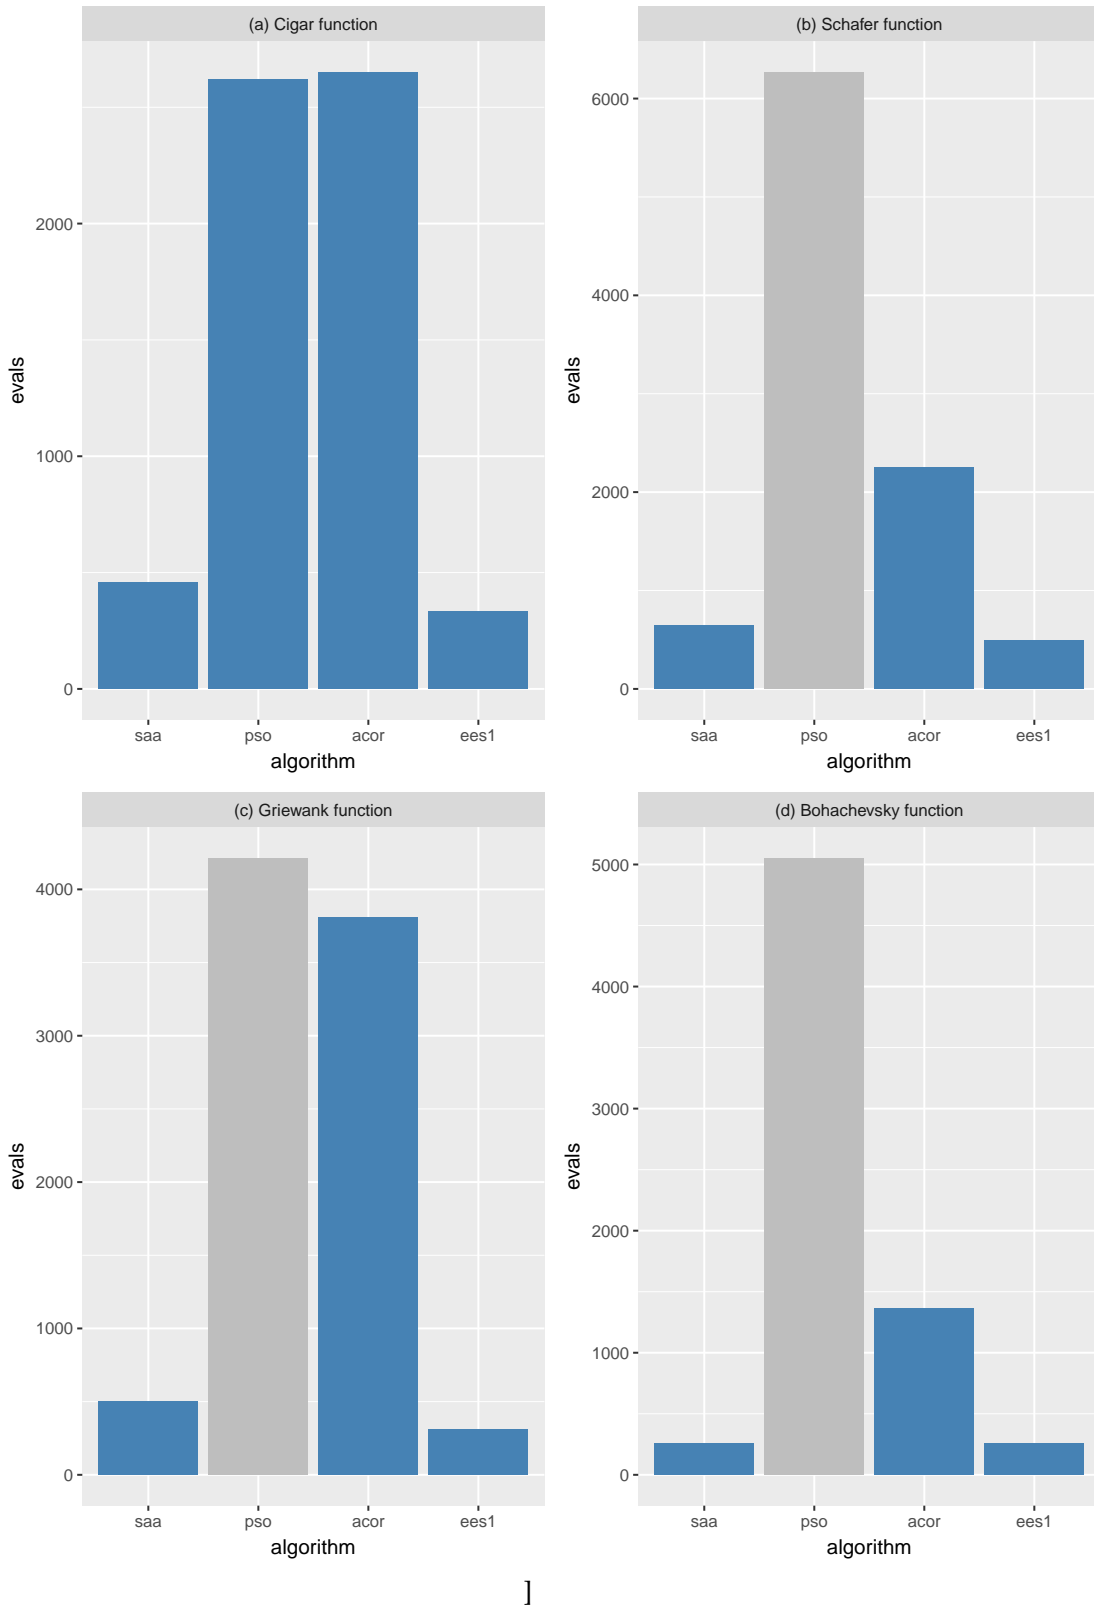 (a) Cigar function
evals
2000
1000
0
saa pso acor ees1
algorithm
(b) Schafer function
evals
6000
4000
2000
0
saa pso acor ees1
algorithm
(c) Griewank function
evals
4000
3000
2000
1000
0
saa pso acor ees1
algorithm
(d) Bohachevsky function
evals
5000
4000
3000
2000
1000
0
saa pso acor ees1
algorithm
]